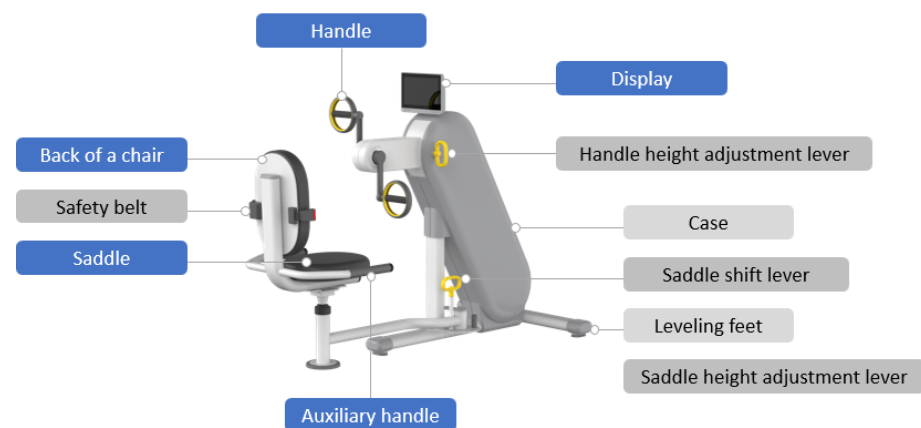 Handle
Display
Back of a chair
Handle height adjustment lever
Safety belt
Case
Saddle
Saddle shift lever
Leveling feet
Saddle height adjustment lever
Auxiliary handle